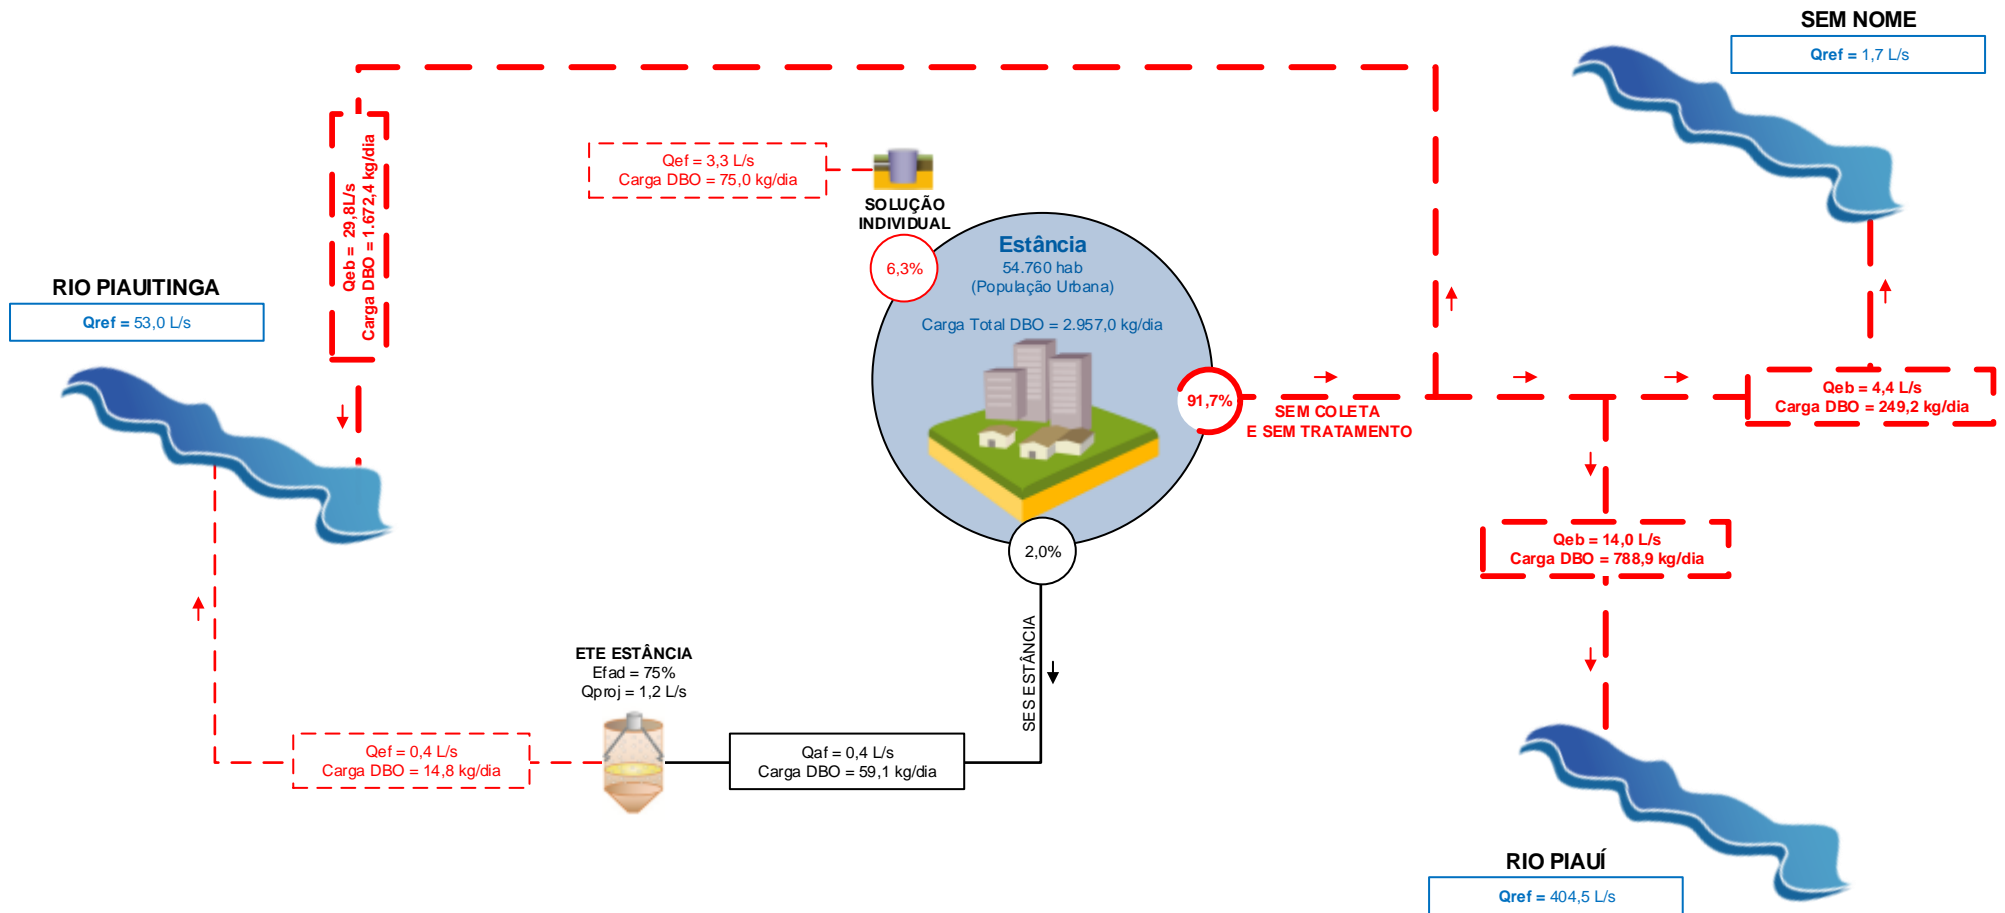 SEM NOME
Qref = 1,7 L/s
Qeb = 29,8L/s
Carga DBO = 1.672,4 kg/dia
Qef = 3,3 L/s
Carga DBO = 75,0 kg/dia
SOLUÇÃO
INDIVIDUAL
6,3%
Estância
54.760 hab
(População Urbana)
Carga Total DBO = 2.957,0 kg/dia
RIO PIAUITINGA
Qref = 53,0 L/s
91,7%
SEM COLETA
E SEM TRATAMENTO
Qeb = 4,4 L/s
Carga DBO = 249,2 kg/dia
Qeb = 14,0 L/s
Carga DBO = 788,9 kg/dia
2,0%
SES ESTÂNCIA
ETE ESTÂNCIA
Efad = 75%
Qproj = 1,2 L/s
Qef = 0,4 L/s
Carga DBO = 14,8 kg/dia
Qaf = 0,4 L/s
Carga DBO = 59,1 kg/dia
RIO PIAUÍ
Qref = 404,5 L/s